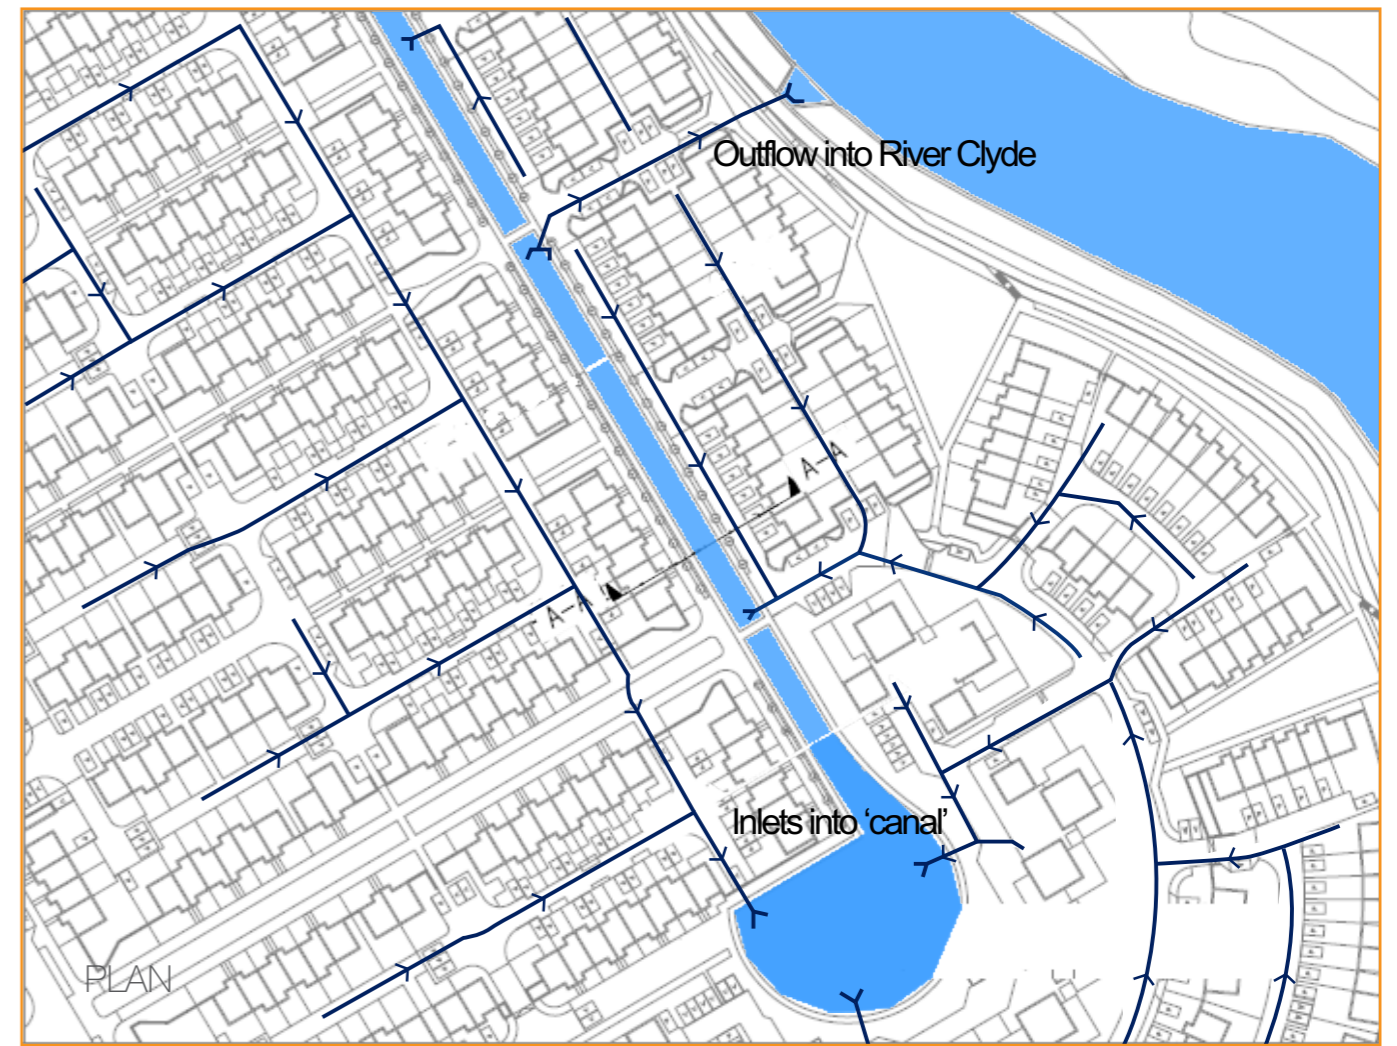 Outflow into River Clyde
A-A
A-A
Inlets into ‘canal’
PLAN